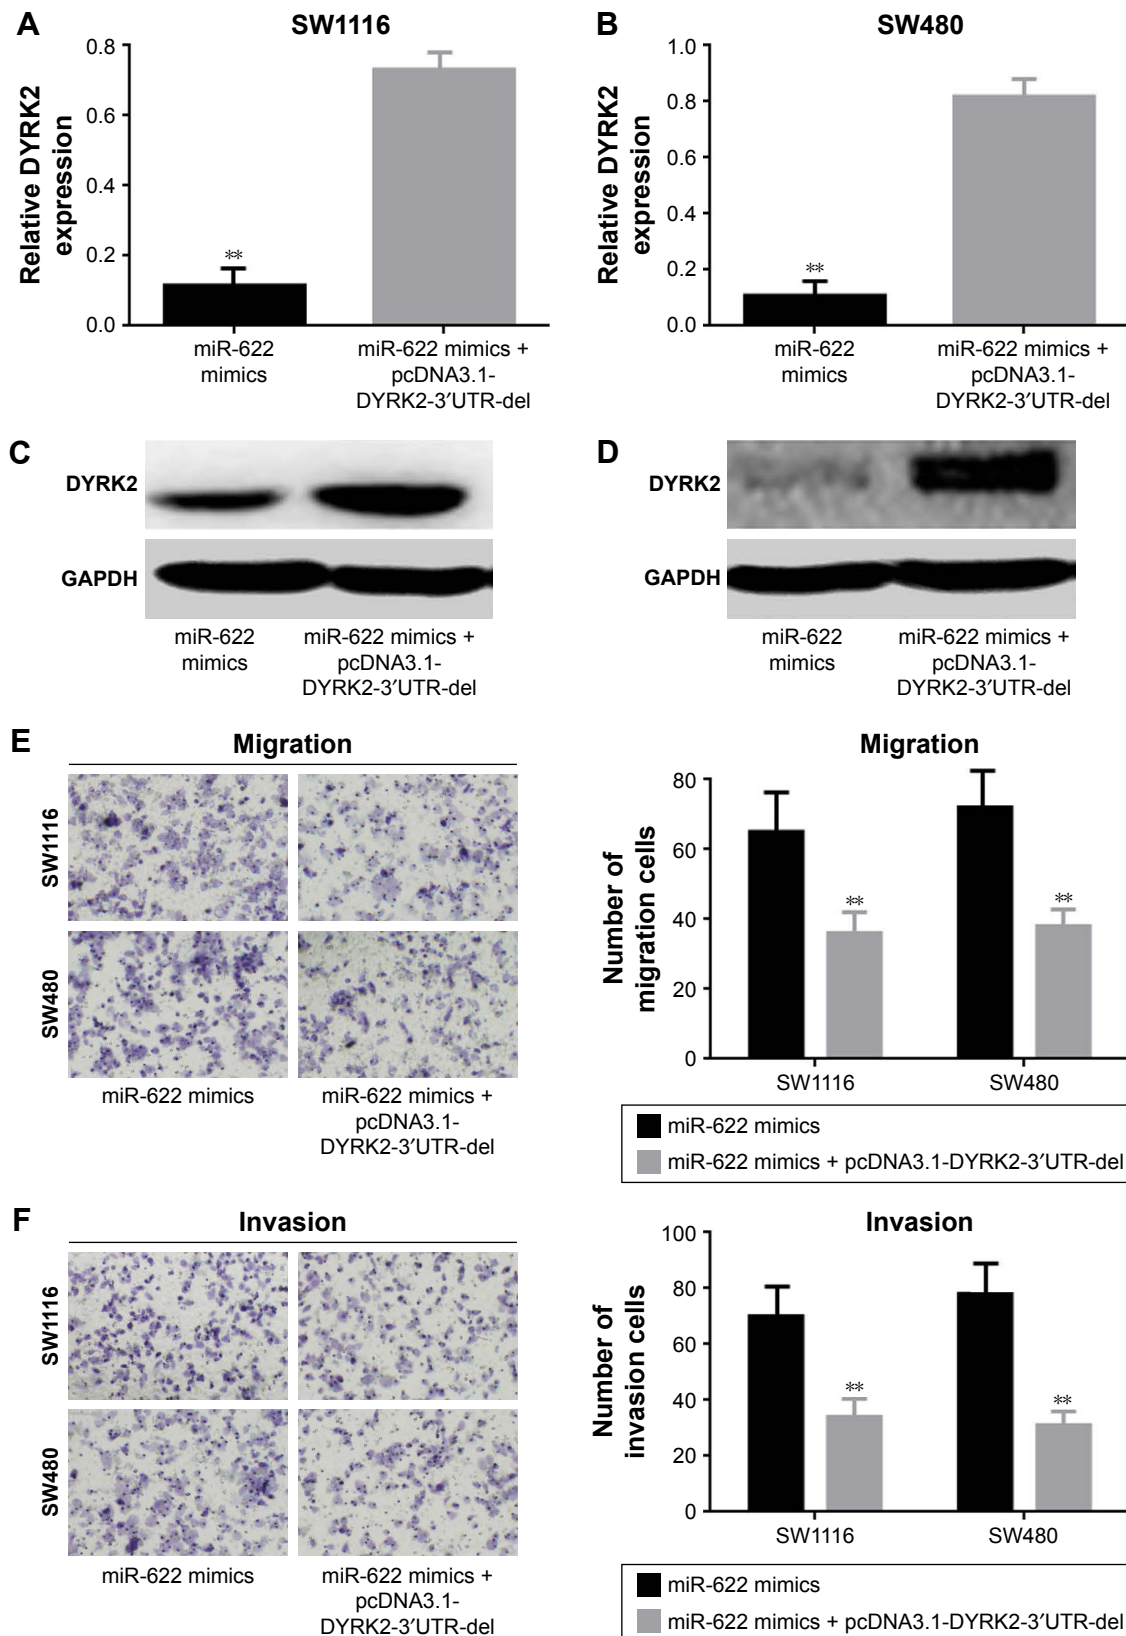 A
SW1116
Relative DYRK2
expression
0.8
0.6
0.4
0.2
0.0
**
miR-622
mimics
miR-622 mimics +
pcDNA3.1-
DYRK2-3′UTR-del
B
SW480
Relative DYRK2
expression
1.0
0.8
0.6
0.4
0.2
0.0
**
miR-622
mimics
miR-622 mimics +
pcDNA3.1-
DYRK2-3′UTR-del
C
DYRK2
GAPDH
miR-622
mimics
miR-622 mimics +
pcDNA3.1-
DYRK2-3′UTR-del
D
DYRK2
GAPDH
miR-622
mimics
miR-622 mimics +
pcDNA3.1-
DYRK2-3′UTR-del
E
Migration
SW1116
SW480
miR-622 mimics
miR-622 mimics +
pcDNA3.1-
DYRK2-3′UTR-del
Migration
Number of
migration cells
80
60
40
20
0
**
**
SW1116
SW480
miR-622 mimics
miR-622 mimics + pcDNA3.1-DYRK2-3′UTR-del
F
Invasion
SW1116
SW480
miR-622 mimics
miR-622 mimics +
pcDNA3.1-
DYRK2-3′UTR-del
Invasion
Number of
invasion cells
100
80
60
40
20
0
**
**
SW1116
SW480
miR-622 mimics
miR-622 mimics + pcDNA3.1-DYRK2-3′UTR-del